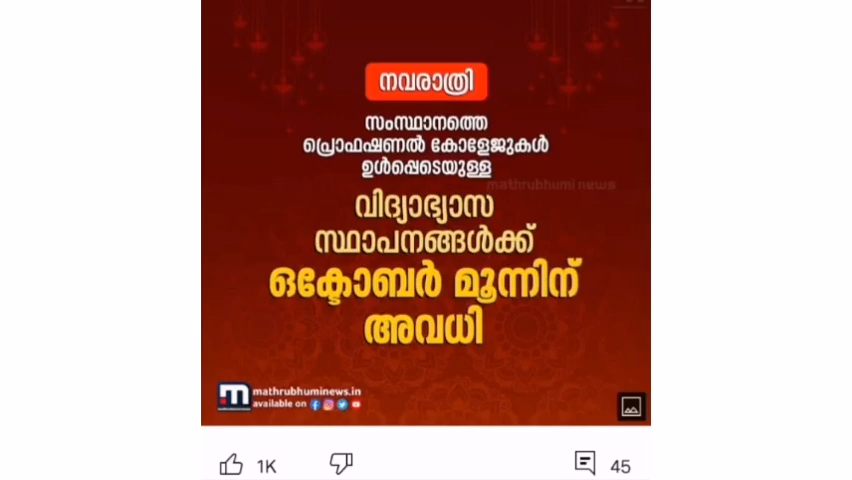 നവരാത്രി
സംസ്ഥാനത്തെ
പ്രൊഫഷണൽ കോളേജുകൾ
ഉൾപ്പെടെയുള്ള
mathrubhumi news
വിദ്യാഭ്യാസ
സ്ഥാപനങ്ങൾക്ക്
ഒക്ടോബർ മൂന്നിന്
അവധി
mathrubhuminews.in
available on
1K
45